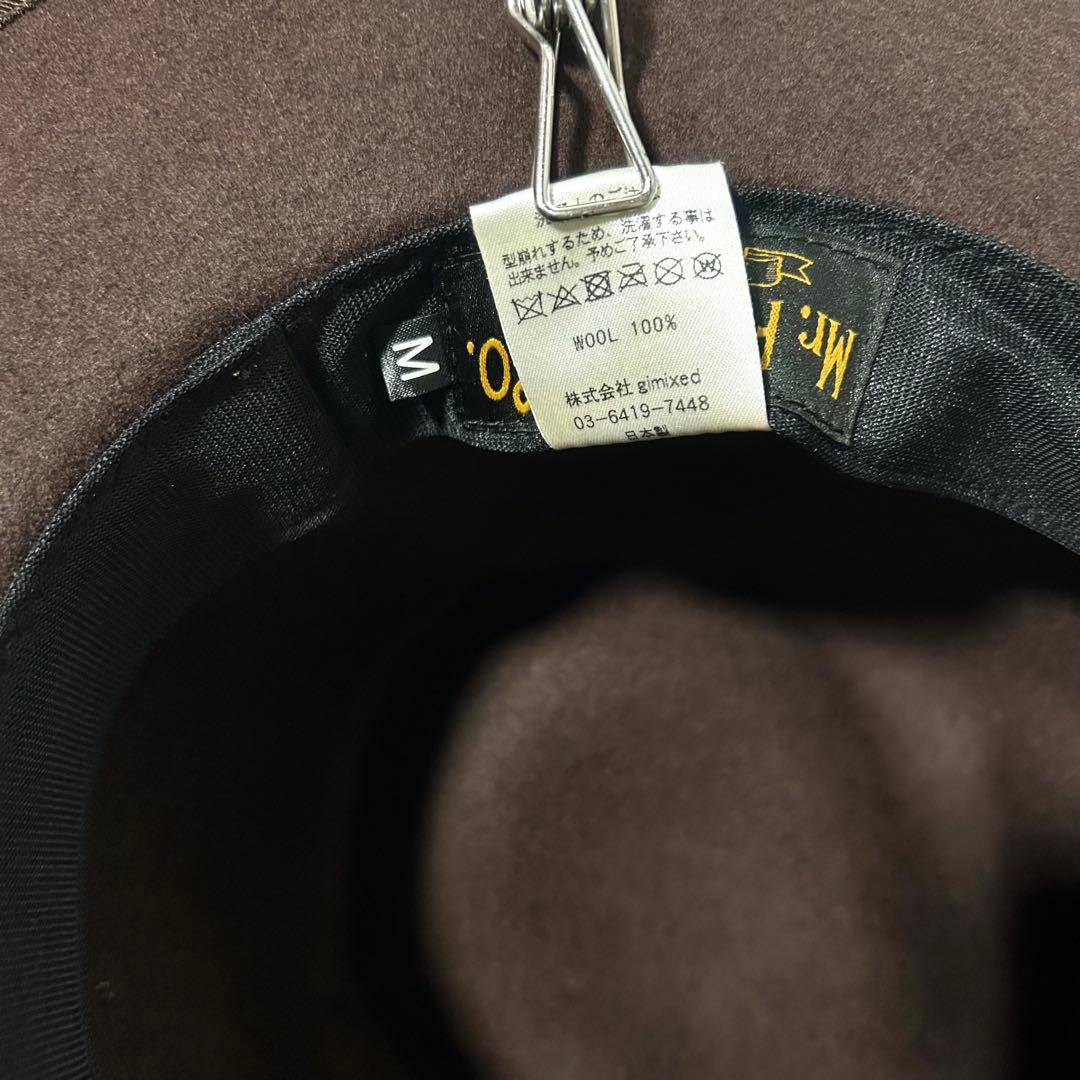 型崩れするため、洗濯する事は
出来ません。予めご了承下さい。
WOOL 100%
株式会社 gimixed
03-6419-7448
日本製
M
Mr.
O.